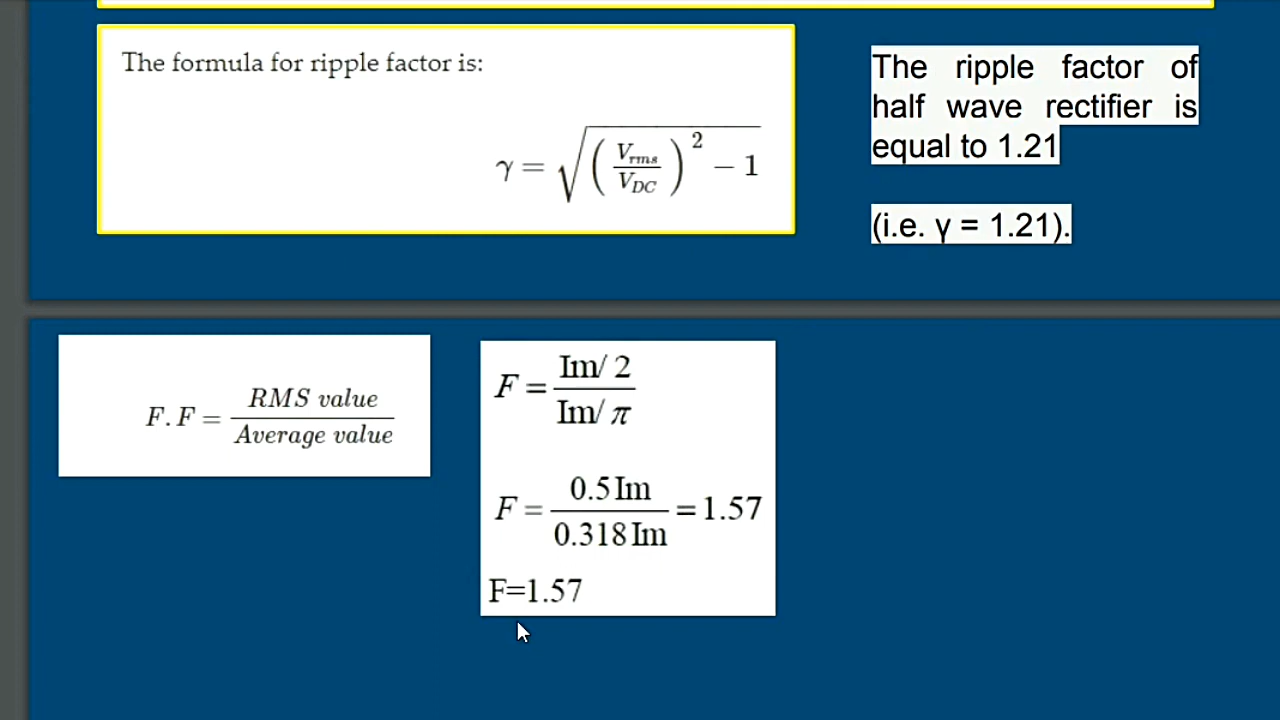 The formula for ripple factor is:
γ = √( ( V_rms / V_DC )² − 1 )
The ripple factor of
half wave rectifier is
equal to 1.21
(i.e. γ = 1.21).
F.F = RMS value / Average value
F = Im/ 2 / Im/ π
F = 0.5 Im / 0.318 Im = 1.57
F=1.57